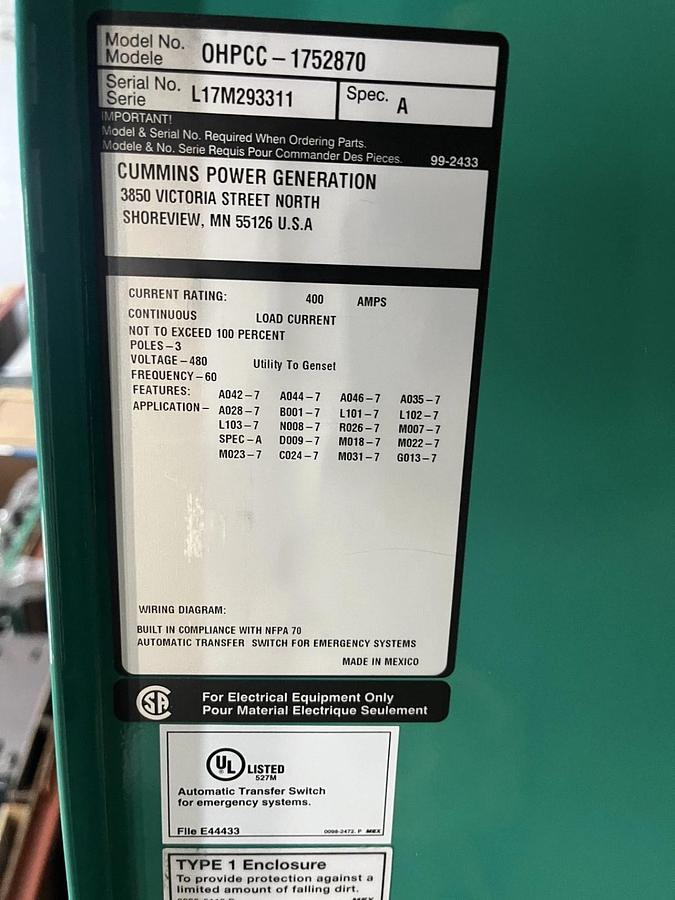 Model No. OHPCC-1752870
Modele
Serial No. L17M293311 Spec. A
Serie
IMPORTANT!
Model & Serial No. Required When Ordering Parts.
Modele & No. Serie Requis Pour Commander Des Pieces. 99-2433
CUMMINS POWER GENERATION
3850 VICTORIA STREET NORTH
SHOREVIEW, MN 55126 U.S.A
CURRENT RATING: 400 AMPS
CONTINUOUS LOAD CURRENT
NOT TO EXCEED 100 PERCENT
POLES-3
VOLTAGE-480 Utility To Genset
FREQUENCY-60
FEATURES: A042-7 A044-7 A046-7 A035-7
APPLICATION- A028-7 B001-7 L101-7 L102-7
L103-7 N008-7 R026-7 M007-7
SPEC-A D009-7 M018-7 M022-7
M023-7 C024-7 M031-7 G013-7
WIRING DIAGRAM:
BUILT IN COMPLIANCE WITH NFPA 70
AUTOMATIC TRANSFER SWITCH FOR EMERGENCY SYSTEMS
MADE IN MEXICO
SA
For Electrical Equipment Only
Pour Material Electrique Seulement
UL LISTED
527M
Automatic Transfer Switch
for emergency systems.
File E44433 0098-2472. P MEX
TYPE 1 Enclosure
To provide protection against a
limited amount of falling dirt.